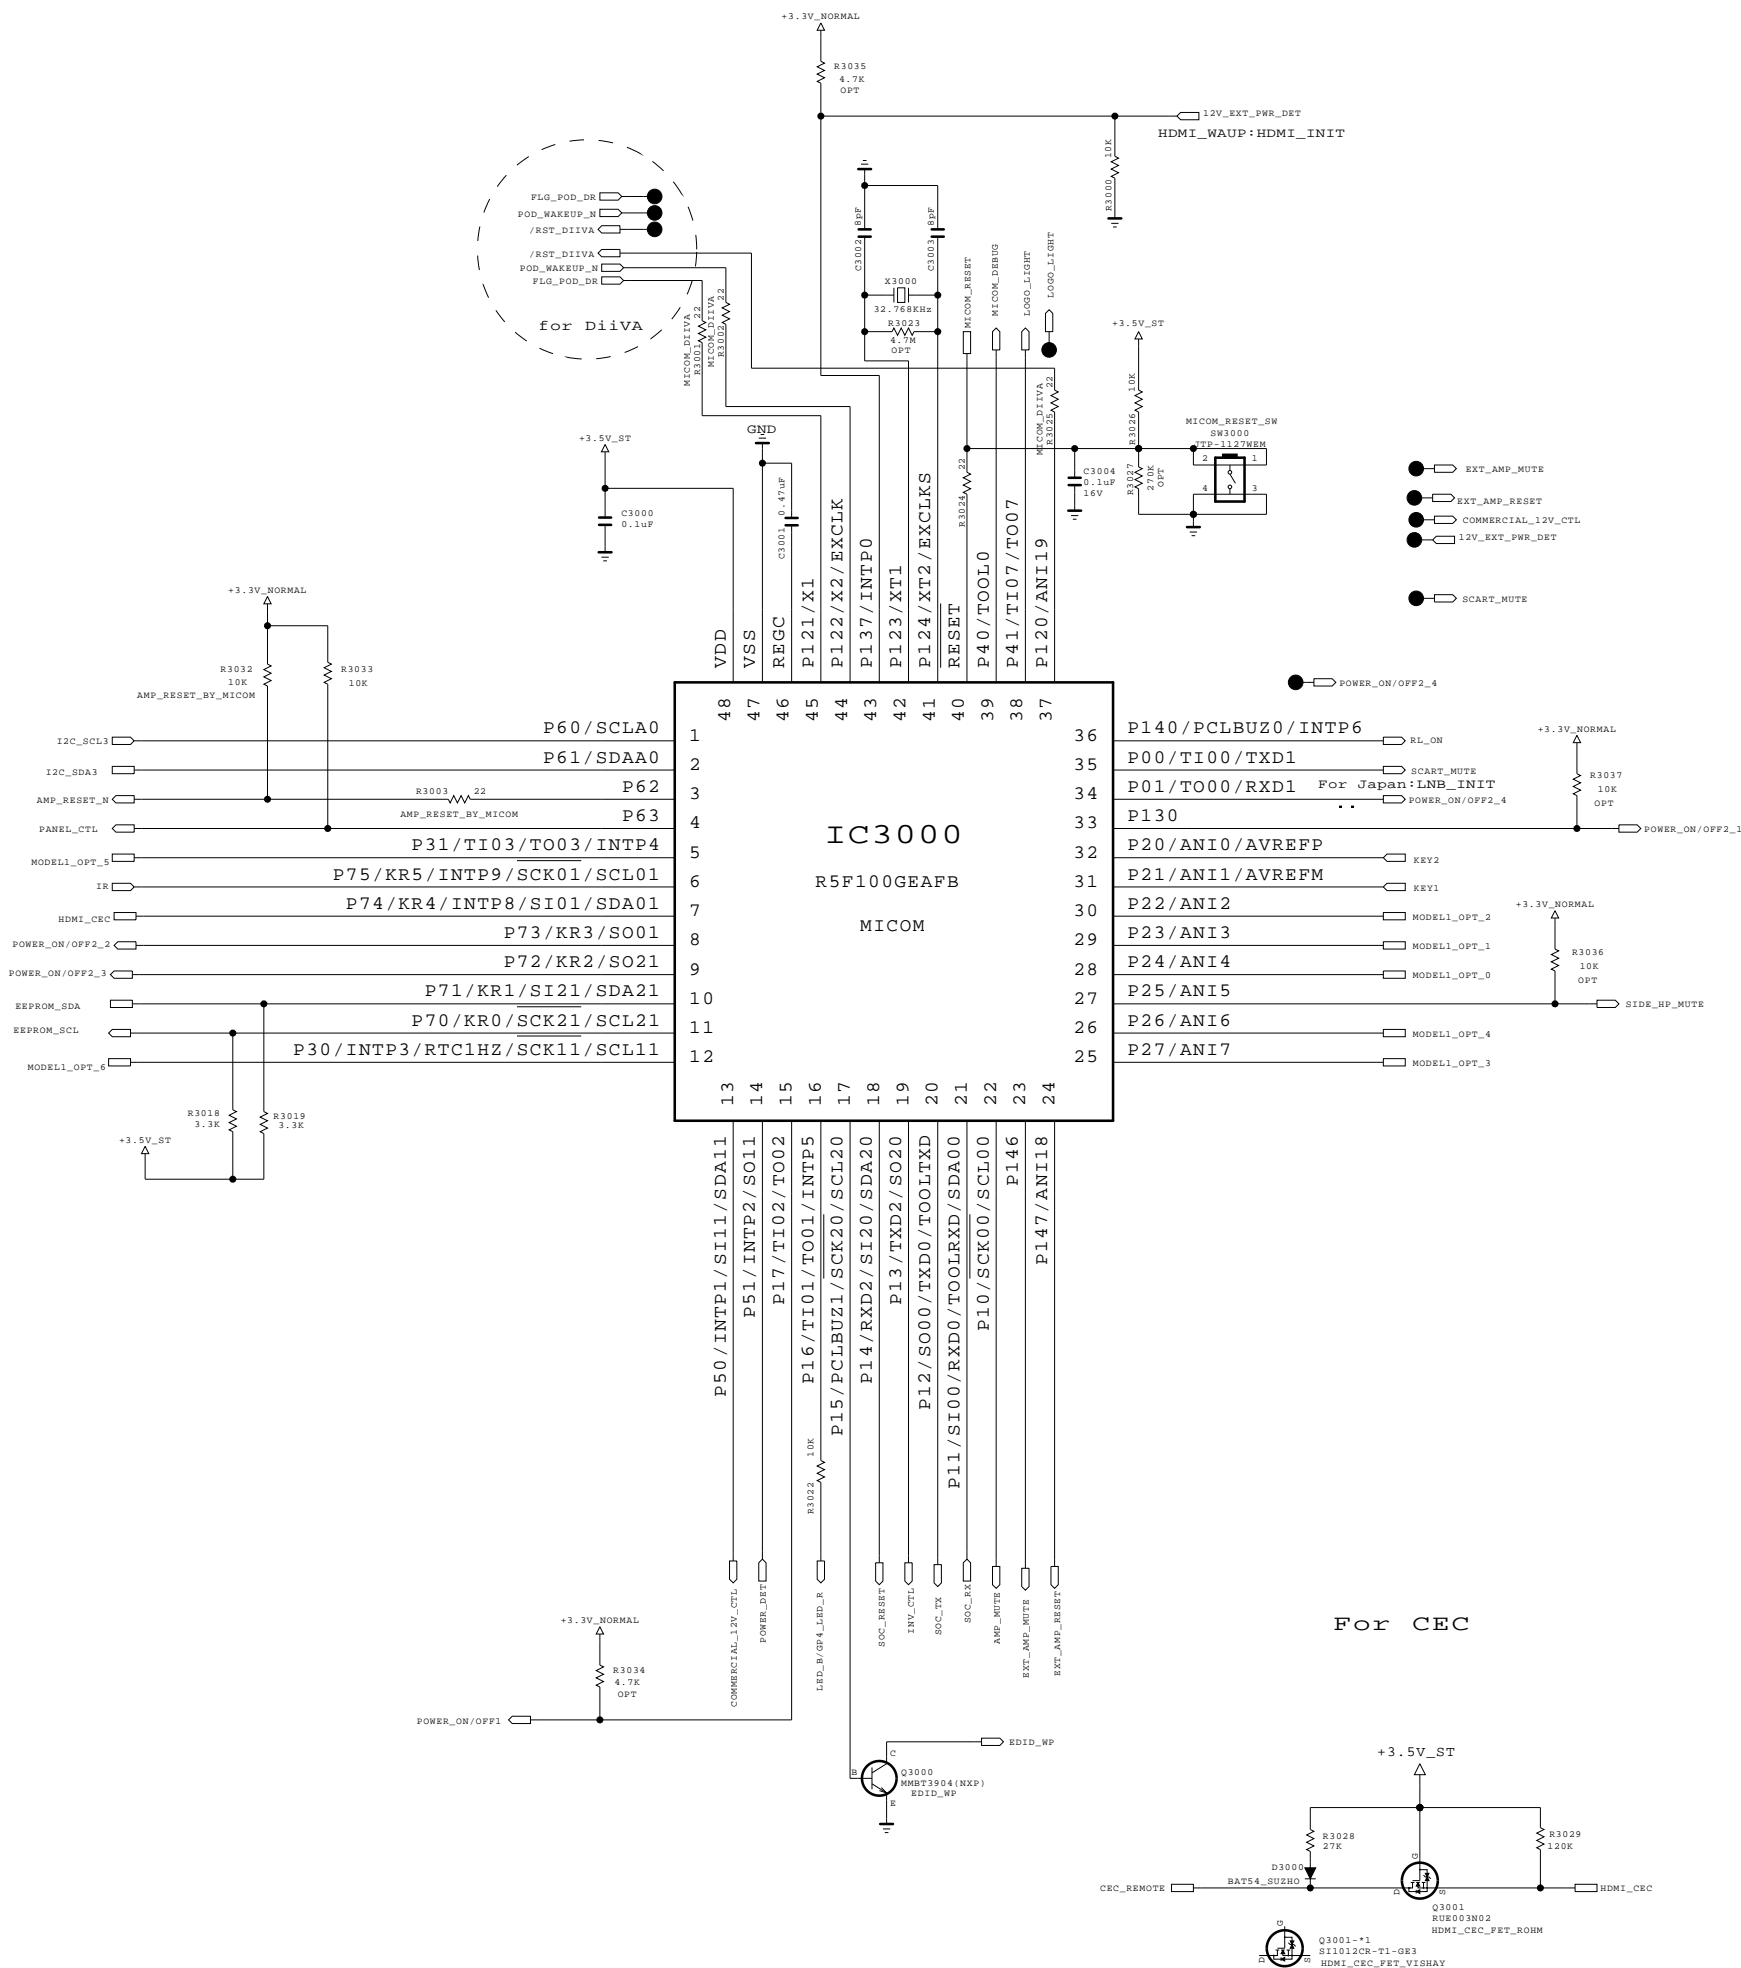 +3.3V_NORMAL
R3035
4.7K
OPT
12V_EXT_PWR_DET
HDMI_WAUP:HDMI_INIT
R3000 10K
FLG_POD_DR
POD_WAKEUP_N
/RST_DIIVA
/RST_DIIVA
POD_WAKEUP_N
FLG_POD_DR
for DiiVA
MICOM_DIIVA
R3001 22
MICOM_DIIVA
R3002 22
C3002 8pF
C3003 8pF
X3000
32.768KHz
R3023
4.7M
OPT
MICOM_RESET
MICOM_DEBUG
LOGO_LIGHT
LOGO_LIGHT
+3.5V_ST
R3026 10K
MICOM_DIIVA
R3025 22
MICOM_RESET_SW
SW3000
JTP-1127WEM
2 1
4 3
R3027
270K
OPT
C3004
0.1uF
16V
R3024 22
GND
+3.5V_ST
C3000
0.1uF
C3001 0.47uF
EXT_AMP_MUTE
EXT_AMP_RESET
COMMERCIAL_12V_CTL
12V_EXT_PWR_DET
SCART_MUTE
POWER_ON/OFF2_4
VDD
VSS
REGC
P121/X1
P122/X2/EXCLK
P137/INTP0
P123/XT1
P124/XT2/EXCLKS
RESET
P40/TOOL0
P41/TI07/TO07
P120/ANI19
48
47
46
45
44
43
42
41
40
39
38
37
+3.3V_NORMAL
R3032
10K
AMP_RESET_BY_MICOM
R3033
10K
I2C_SCL3 P60/SCLA0 1
I2C_SDA3 P61/SDAA0 2
AMP_RESET_N R3003 22 P62 3
AMP_RESET_BY_MICOM
PANEL_CTL P63 4
MODEL1_OPT_5 P31/TI03/TO03/INTP4 5
IR P75/KR5/INTP9/SCK01/SCL01 6
HDMI_CEC P74/KR4/INTP8/SI01/SDA01 7
POWER_ON/OFF2_2 P73/KR3/SO01 8
POWER_ON/OFF2_3 P72/KR2/SO21 9
EEPROM_SDA P71/KR1/SI21/SDA21 10
EEPROM_SCL P70/KR0/SCK21/SCL21 11
MODEL1_OPT_6 P30/INTP3/RTC1HZ/SCK11/SCL11 12
R3018
3.3K
R3019
3.3K
+3.5V_ST
IC3000
R5F100GEAFB
MICOM
36 P140/PCLBUZ0/INTP6 RL_ON
35 P00/TI00/TXD1 SCART_MUTE
For Japan:LNB_INIT
34 P01/TO00/RXD1 POWER_ON/OFF2_4
33 P130 POWER_ON/OFF2_1
32 P20/ANI0/AVREFP KEY2
31 P21/ANI1/AVREFM KEY1
30 P22/ANI2 MODEL1_OPT_2
29 P23/ANI3 MODEL1_OPT_1
28 P24/ANI4 MODEL1_OPT_0
27 P25/ANI5 SIDE_HP_MUTE
26 P26/ANI6 MODEL1_OPT_4
25 P27/ANI7 MODEL1_OPT_3
+3.3V_NORMAL
R3037
10K
OPT
+3.3V_NORMAL
R3036
10K
OPT
13
14
15
16
17
18
19
20
21
22
23
24
P50/INTP1/SI11/SDA11
P51/INTP2/SO11
P17/TI02/TO02
P16/TI01/TO01/INTP5
P15/PCLBUZ1/SCK20/SCL20
P14/RXD2/SI20/SDA20
P13/TXD2/SO20
P12/SO00/TXD0/TOOLTXD
P11/SI00/RXD0/TOOLRXD/SDA00
P10/SCK00/SCL00
P146
P147/ANI18
R3022 10K
COMMERCIAL_12V_CTL
POWER_DET
LED_B/GP4_LED_R
SOC_RESET
INV_CTL
SOC_TX
SOC_RX
AMP_MUTE
EXT_AMP_MUTE
EXT_AMP_RESET
+3.3V_NORMAL
R3034
4.7K
OPT
POWER_ON/OFF1
EDID_WP
C
B
E
Q3000
MMBT3904(NXP)
EDID_WP
For CEC
+3.5V_ST
R3028
27K
R3029
120K
D3000
BAT54_SUZHO
CEC_REMOTE
G
D
S
HDMI_CEC
Q3001
RUE003N02
HDMI_CEC_FET_ROHM
G
D
S
Q3001-*1
SI1012CR-T1-GE3
HDMI_CEC_FET_VISHAY